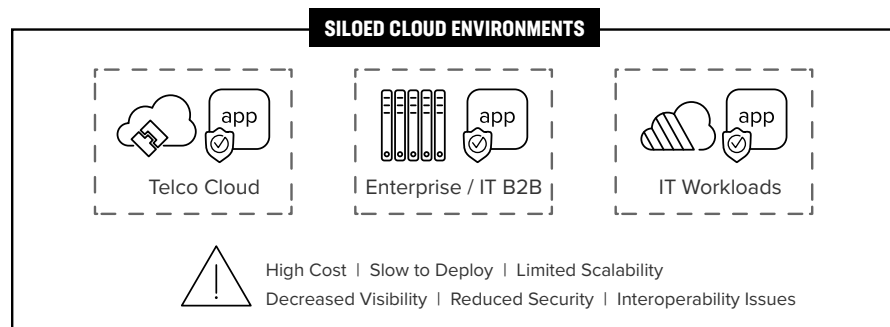 SILOED CLOUD ENVIRONMENTS
app
app
app
Telco Cloud
Enterprise / IT B2B
IT Workloads
High Cost | Slow to Deploy | Limited Scalability
Decreased Visibility | Reduced Security | Interoperability Issues